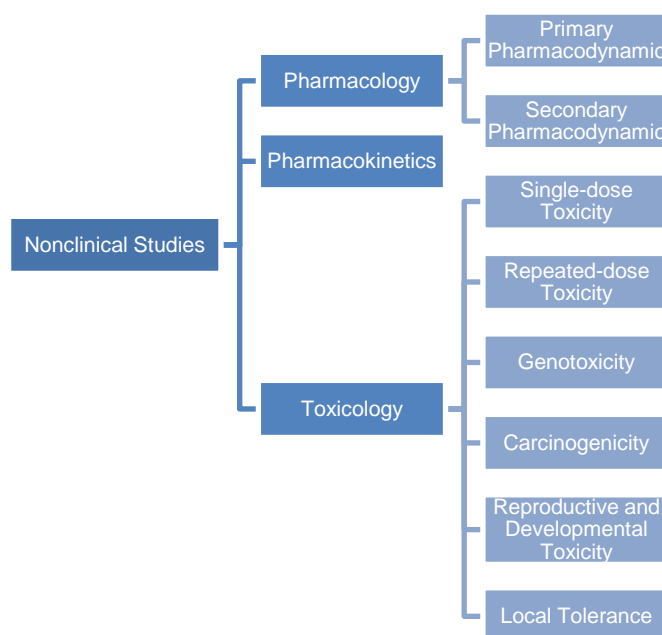 Primary
Pharmacodynamic
Pharmacology
Secondary
Pharmacodynamic
Pharmacokinetics
Single-dose
Toxicity
Nonclinical Studies
Repeated-dose
Toxicity
Genotoxicity
Toxicology
Carcinogenicity
Reproductive and
Developmental
Toxicity
Local Tolerance